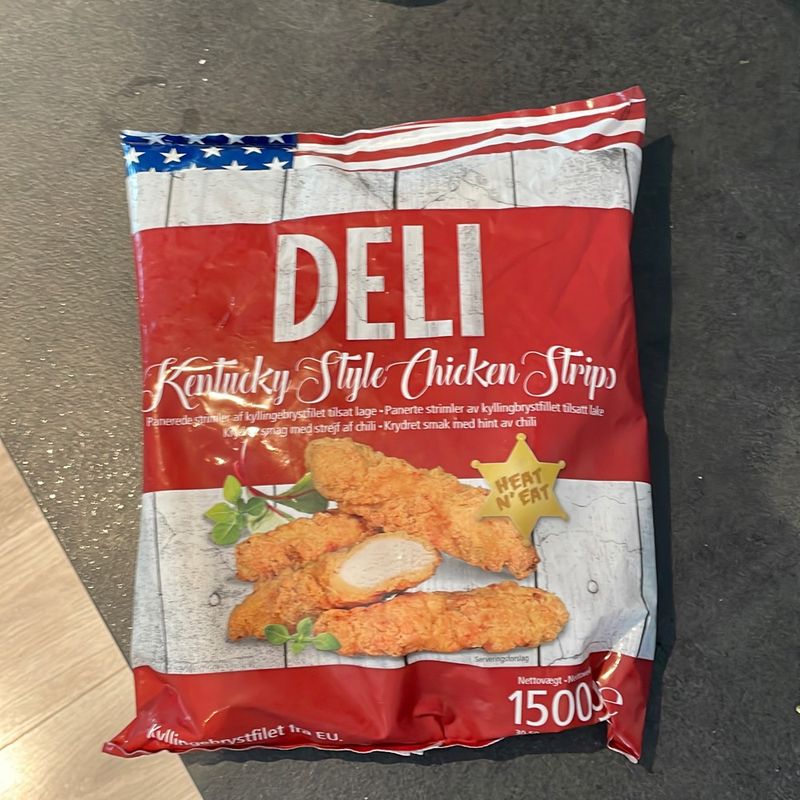 DELI
Kentucky Style Chicken Strips
Panerede strimler af kyllingebrystfilet tilsat lage - Panerte strimler av kyllingbrystfillet tilsatt lake
Krydret smag med strejf af chili - Krydret smak med hint av chili
HEAT
N' EAT
Serveringsforslag
Nettovægt -
1500g e
Kyllingebrystfilet fra EU.